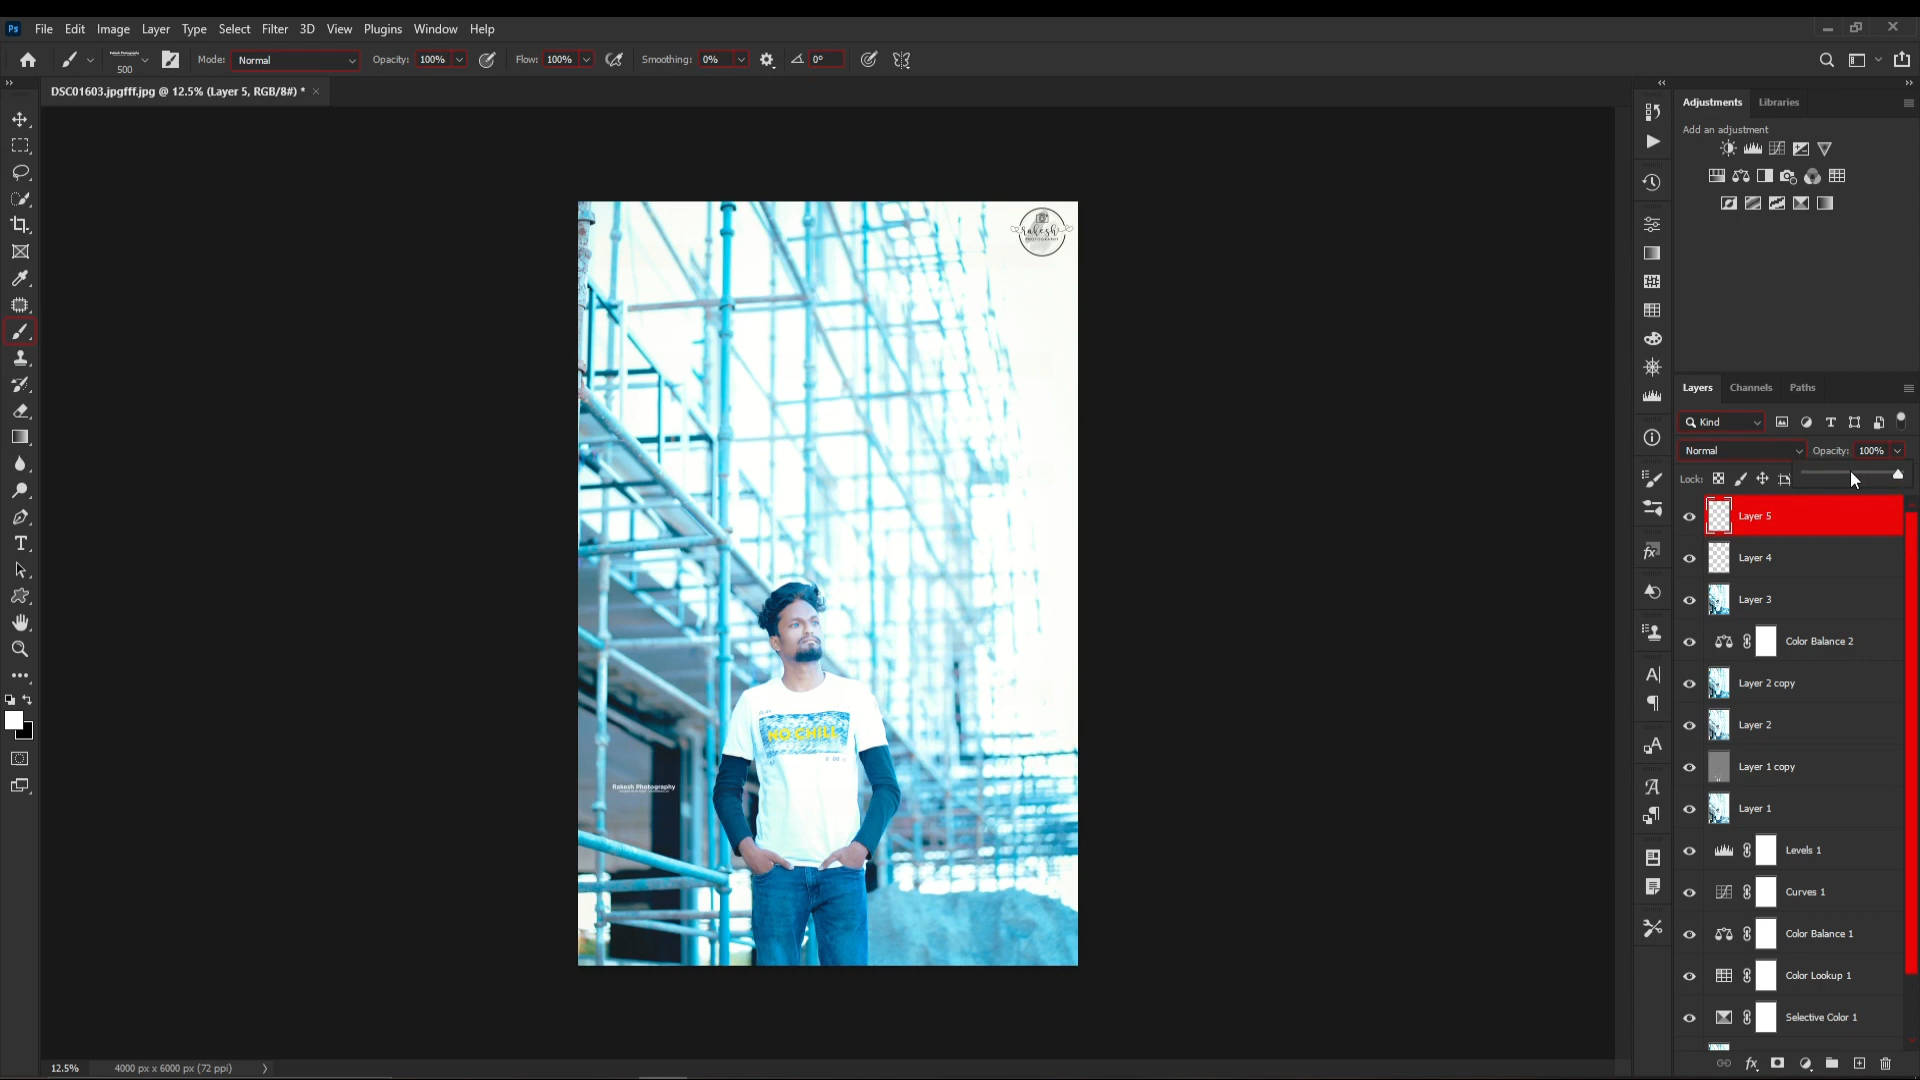 Ps File Edit Image Layer Type Select Filter 3D View Plugins Window Help
500 Mode: Normal Opacity: 100% Flow: 100% Smoothing: 0% 0°
DSC01603.jpgfff.jpg @ 12.5% (Layer 5, RGB/8#) *
Adjustments Libraries
Add an adjustment
rakesh
PHOTOGRAPHY
NO CHILL
Rakesh Photography
Layers Channels Paths
Kind
Normal Opacity: 100%
Lock:
Layer 5
Layer 4
Layer 3
Color Balance 2
Layer 2 copy
Layer 2
Layer 1 copy
Layer 1
Levels 1
Curves 1
Color Balance 1
Color Lookup 1
Selective Color 1
12.5% 4000 px x 6000 px (72 ppi)